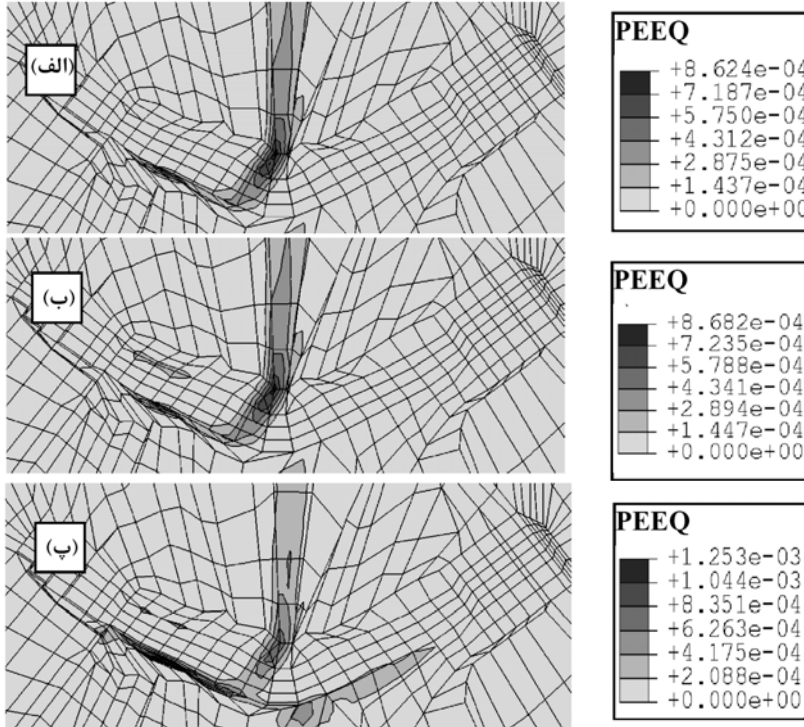 (الف)
PEEQ
+8.624e-04
+7.187e-04
+5.750e-04
+4.312e-04
+2.875e-04
+1.437e-04
+0.000e+00
(ب)
PEEQ
+8.682e-04
+7.235e-04
+5.788e-04
+4.341e-04
+2.894e-04
+1.447e-04
+0.000e+00
(پ)
PEEQ
+1.253e-03
+1.044e-03
+8.351e-04
+6.263e-04
+4.175e-04
+2.088e-04
+0.000e+00